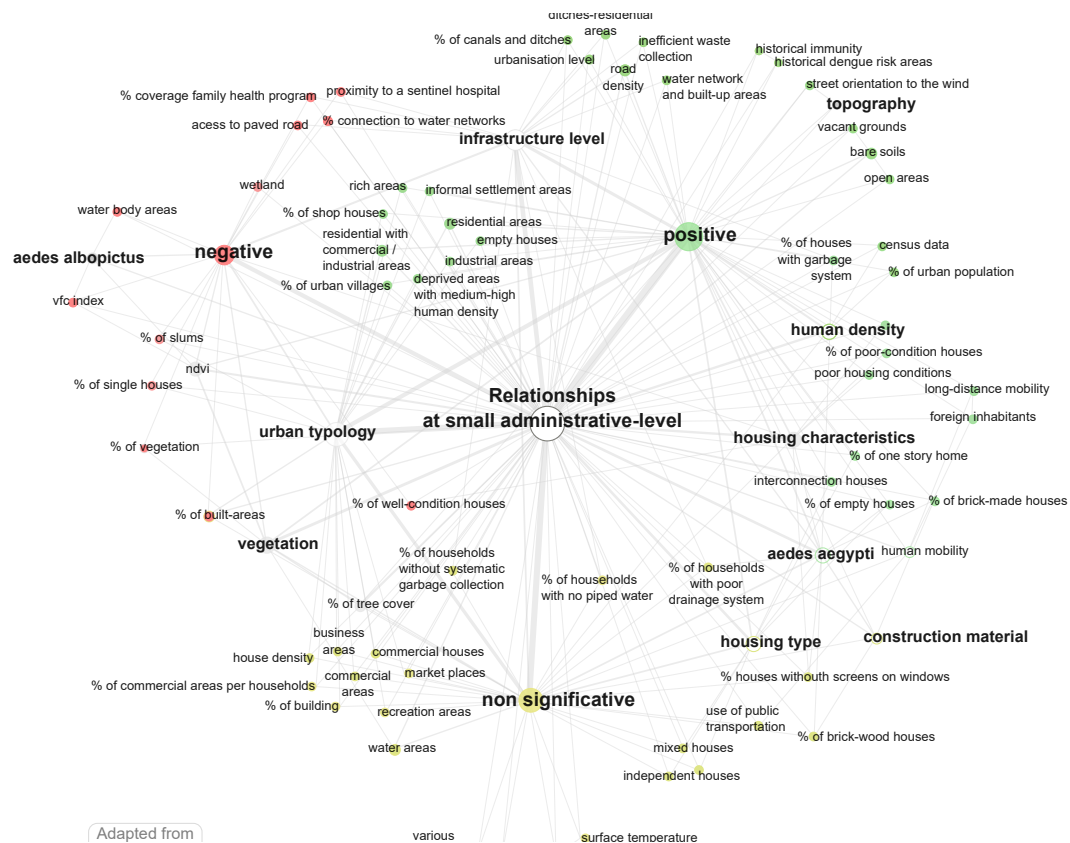 ditches-residential
areas
% of canals and ditches
inefficient waste
collection
urbanisation level
road
density
water network
and built-up areas
historical immunity
historical dengue risk areas
street orientation to the wind
topography
vacant grounds
bare soils
open areas
% coverage family health program
proximity to a sentinel hospital
acess to paved road
% connection to water networks
infrastructure level
wetland
rich areas
informal settlement areas
water body areas
% of shop houses
residential areas
residential with
commercial /
industrial areas
empty houses
industrial areas
positive
negative
aedes albopictus
% of urban villages
deprived areas
with medium-high
human density
% of houses
with garbage
system
census data
% of urban population
vfc index
% of slums
ndvi
% of single houses
human density
% of poor-condition houses
poor housing conditions
long-distance mobility
foreign inhabitants
Relationships
at small administrative-level
urban typology
housing characteristics
% of one story home
% of vegetation
interconnection houses
% of empty houses
% of brick-made houses
% of well-condition houses
% of built-areas
vegetation
aedes aegypti
human mobility
% of households
without systematic
garbage collection
% of households
with no piped water
% of households
with poor
drainage system
% of tree cover
business
areas
commercial houses
house density
housing type
construction material
commercial
areas
market places
% of commercial areas per households
% houses withouth screens on windows
% of building
recreation areas
non significative
use of public
transportation
% of brick-wood houses
water areas
mixed houses
independent houses
Adapted from
various
surface temperature